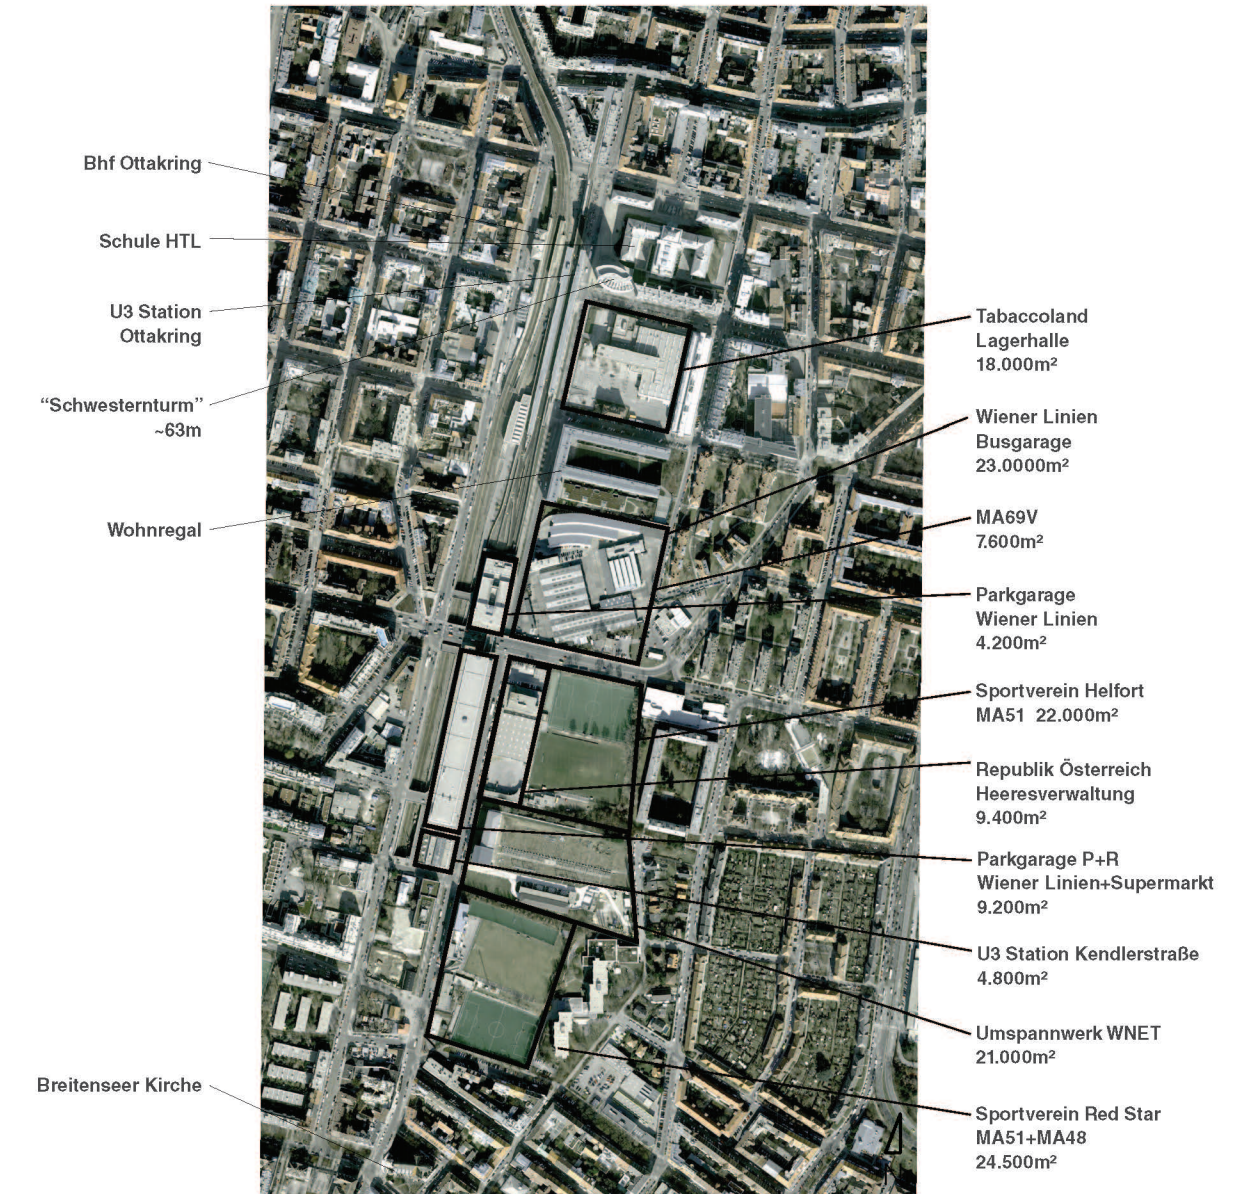 Bhf Ottakring
Schule HTL
U3 Station
Ottakring
“Schwesternturm”
~63m
Wohnregal
Breitenseer Kirche
Tabaccoland
Lagerhalle
18.000m²
Wiener Linien
Busgarage
23.0000m²
MA69V
7.600m²
Parkgarage
Wiener Linien
4.200m²
Sportverein Helfort
MA51 22.000m²
Republik Österreich
Heeresverwaltung
9.400m²
Parkgarage P+R
Wiener Linien+Supermarkt
9.200m²
U3 Station Kendlerstraße
4.800m²
Umspannwerk WNET
21.000m²
Sportverein Red Star
MA51+MA48
24.500m²